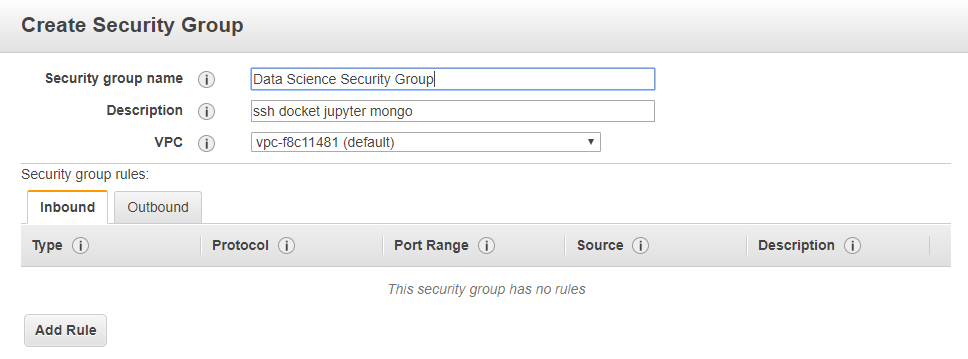 Create Security Group
Security group name i Data Science Security Group
Description i ssh docket jupyter mongo
VPC i vpc-f8c11481 (default)
Security group rules:
Inbound Outbound
Type i Protocol i Port Range i Source i Description i
This security group has no rules
Add Rule